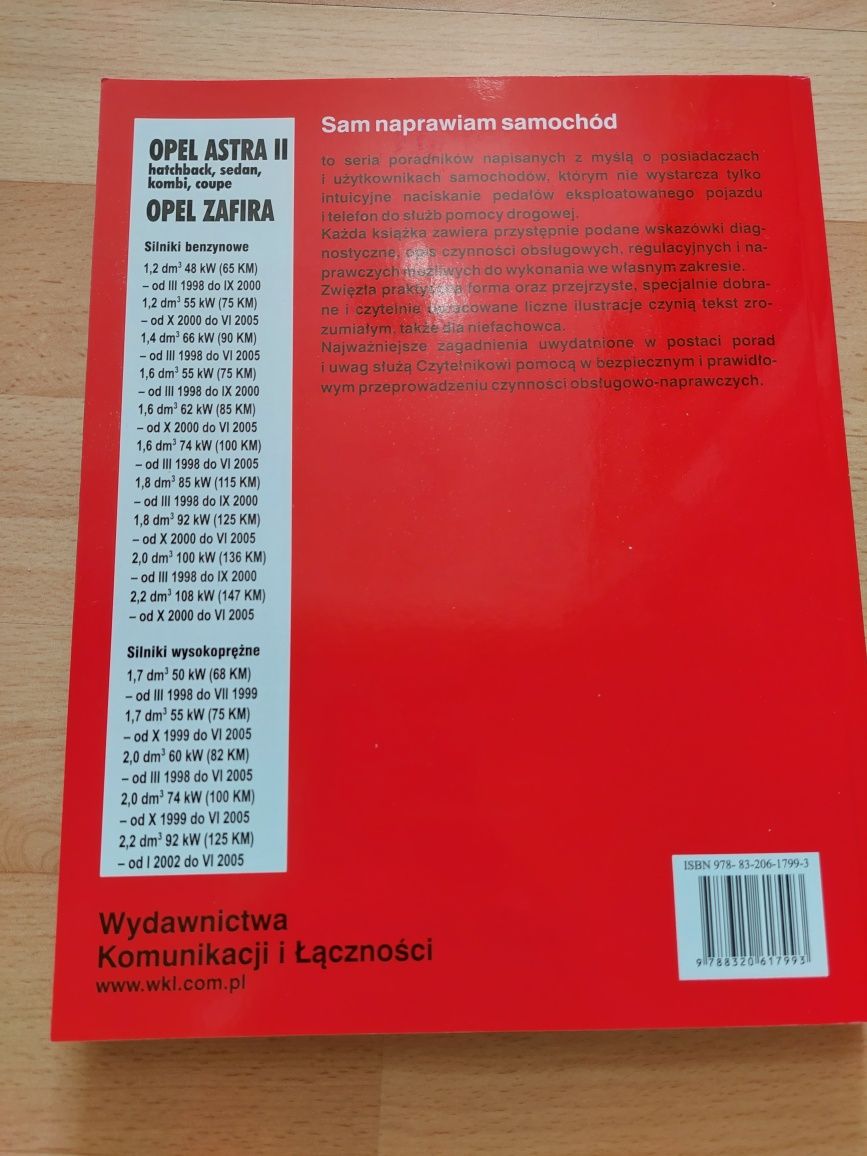 OPEL ASTRA II
hatchback, sedan,
kombi, coupe
OPEL ZAFIRA
Silniki benzynowe
1,2 dm³ 48 kW (65 KM)
– od III 1998 do IX 2000
1,2 dm³ 55 kW (75 KM)
– od X 2000 do VI 2005
1,4 dm³ 66 kW (90 KM)
– od III 1998 do VI 2005
1,6 dm³ 55 kW (75 KM)
– od III 1998 do IX 2000
1,6 dm³ 62 kW (85 KM)
– od X 2000 do VI 2005
1,6 dm³ 74 kW (100 KM)
– od III 1998 do VI 2005
1,8 dm³ 85 kW (115 KM)
– od III 1998 do IX 2000
1,8 dm³ 92 kW (125 KM)
– od X 2000 do VI 2005
2,0 dm³ 100 kW (136 KM)
– od III 1998 do IX 2000
2,2 dm³ 108 kW (147 KM)
– od X 2000 do VI 2005
Silniki wysokoprężne
1,7 dm³ 50 kW (68 KM)
– od III 1998 do VII 1999
1,7 dm³ 55 kW (75 KM)
– od X 1999 do VI 2005
2,0 dm³ 60 kW (82 KM)
– od III 1998 do VI 2005
2,0 dm³ 74 kW (100 KM)
– od X 1999 do VI 2005
2,2 dm³ 92 kW (125 KM)
– od I 2002 do VI 2005
Sam naprawiam samochód
to seria poradników napisanych z myślą o posiadaczach
i użytkownikach samochodów, którym nie wystarcza tylko
intuicyjne naciskanie pedałów eksploatowanego pojazdu
i telefon do służb pomocy drogowej.
Każda książka zawiera przystępnie podane wskazówki diag-
nostyczne, opis czynności obsługowych, regulacyjnych i na-
prawczych możliwych do wykonania we własnym zakresie.
Zwięzła praktyczna forma oraz przejrzyste, specjalnie dobra-
ne i czytelnie opracowane liczne ilustracje czynią tekst zro-
zumiałym, także dla niefachowca.
Najważniejsze zagadnienia uwydatnione w postaci porad
i uwag służą Czytelnikowi pomocą w bezpiecznym i prawidło-
wym przeprowadzeniu czynności obsługowo-naprawczych.
Wydawnictwa
Komunikacji i Łączności
www.wkl.com.pl
ISBN 978- 83-206-1799-3
9 788320 617993